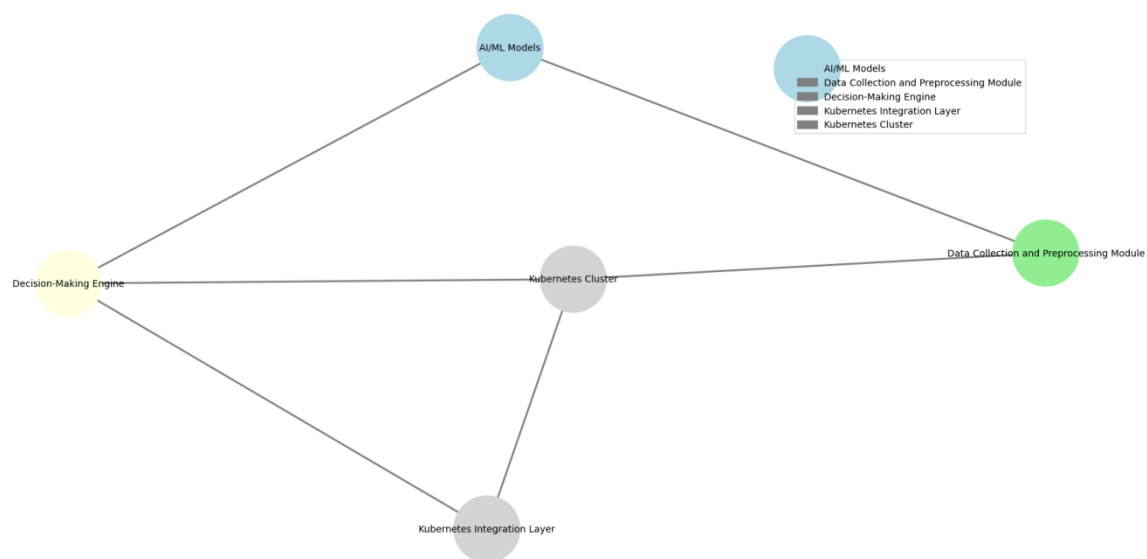 AI/ML Models
AI/ML Models
Data Collection and Preprocessing Module
Decision-Making Engine
Kubernetes Integration Layer
Kubernetes Cluster
Data Collection and Preprocessing Module
Kubernetes Cluster
Decision-Making Engine
Kubernetes Integration Layer